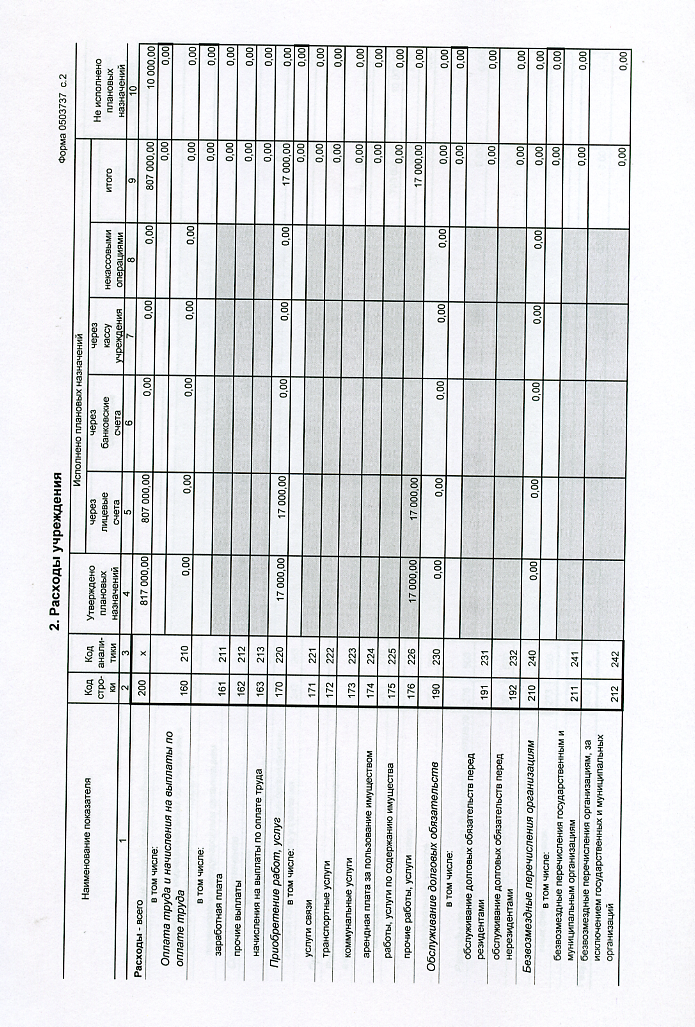 Форма 0503737 с.2
2. Расходы учреждения
Наименование показателя
Код стро-ки
Код анали-тики
Утверждено плановых назначений
Исполнено плановых назначений
через лицевые счета
через банковские счета
через кассу учреждения
некассовыми операциями
итого
Не исполнено плановых назначений
1 2 3 4 5 6 7 8 9 10
Расходы - всего 200 x 817 000,00 807 000,00 0,00 0,00 0,00 807 000,00 10 000,00
в том числе: 0,00 0,00
Оплата труда и начисления на выплаты по
оплате труда 160 210 0,00 0,00 0,00 0,00 0,00
в том числе: 0,00 0,00
заработная плата 161 211 0,00 0,00
прочие выплаты 162 212 0,00 0,00
начисления на выплаты по оплате труда 163 213 0,00 0,00
Приобретение работ, услуг 170 220 17 000,00 17 000,00 0,00 0,00 0,00 17 000,00 0,00
в том числе: 0,00 0,00
услуги связи 171 221 0,00 0,00
транспортные услуги 172 222 0,00 0,00
коммунальные услуги 173 223 0,00 0,00
арендная плата за пользование имуществом 174 224 0,00 0,00
работы, услуги по содержанию имущества 175 225 0,00 0,00
прочие работы, услуги 176 226 17 000,00 17 000,00 17 000,00 0,00
Обслуживание долговых обязательств 190 230 0,00 0,00 0,00 0,00 0,00 0,00 0,00
в том числе: 0,00 0,00
обслуживание долговых обязательств перед
резидентами 191 231 0,00 0,00
обслуживание долговых обязательств перед
нерезидентами 192 232 0,00 0,00
Безвозмездные перечисления организациям 210 240 0,00 0,00 0,00 0,00 0,00 0,00 0,00
в том числе: 0,00 0,00
безвозмездные перечисления государственным и
муниципальным организациям 211 241 0,00 0,00
безвозмездные перечисления организациям, за
исключением государственных и муниципальных
организаций 212 242 0,00 0,00